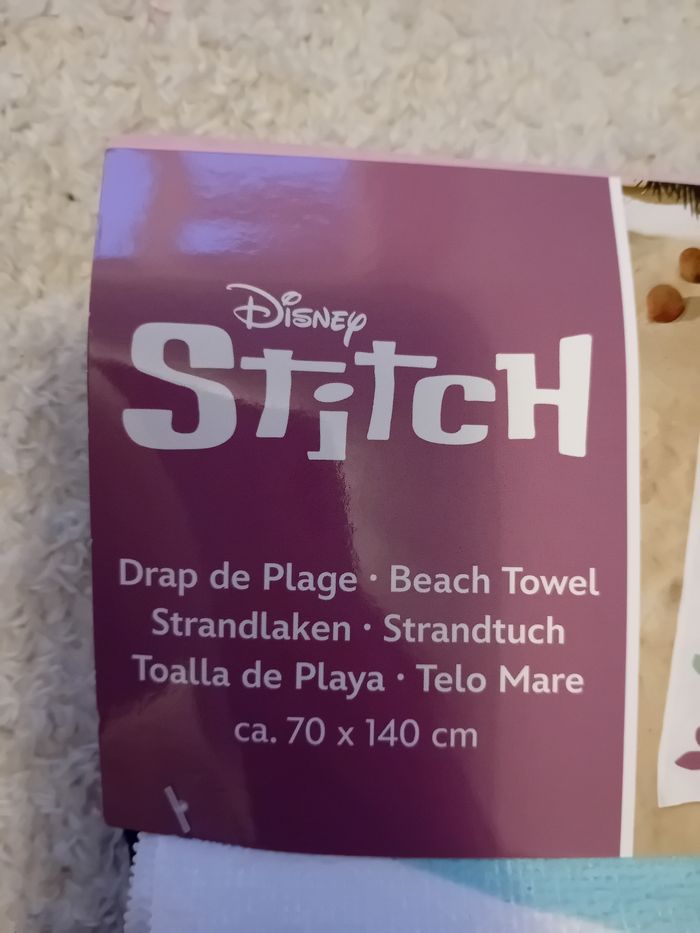 Disney
Stitch
Drap de Plage · Beach Towel
Strandlaken · Strandtuch
Toalla de Playa · Telo Mare
ca. 70 x 140 cm